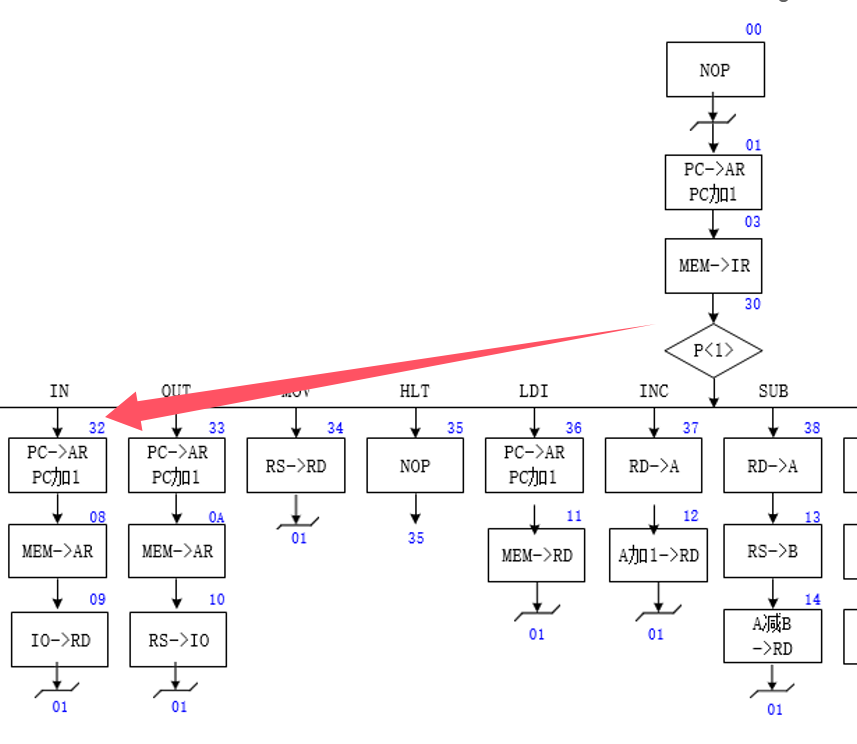 00
NOP
01
PC->AR
PC加1
03
MEM->IR
30
P<1>
IN
OUT
MOV
HLT
LDI
INC
SUB
32
33
34
35
36
37
38
PC->AR
PC加1
PC->AR
PC加1
RS->RD
NOP
PC->AR
PC加1
RD->A
RD->A
08
0A
01
35
11
12
13
MEM->AR
MEM->AR
MEM->RD
A加1->RD
RS->B
09
10
14
IO->RD
RS->IO
01
01
A减B
->RD
01
01
01